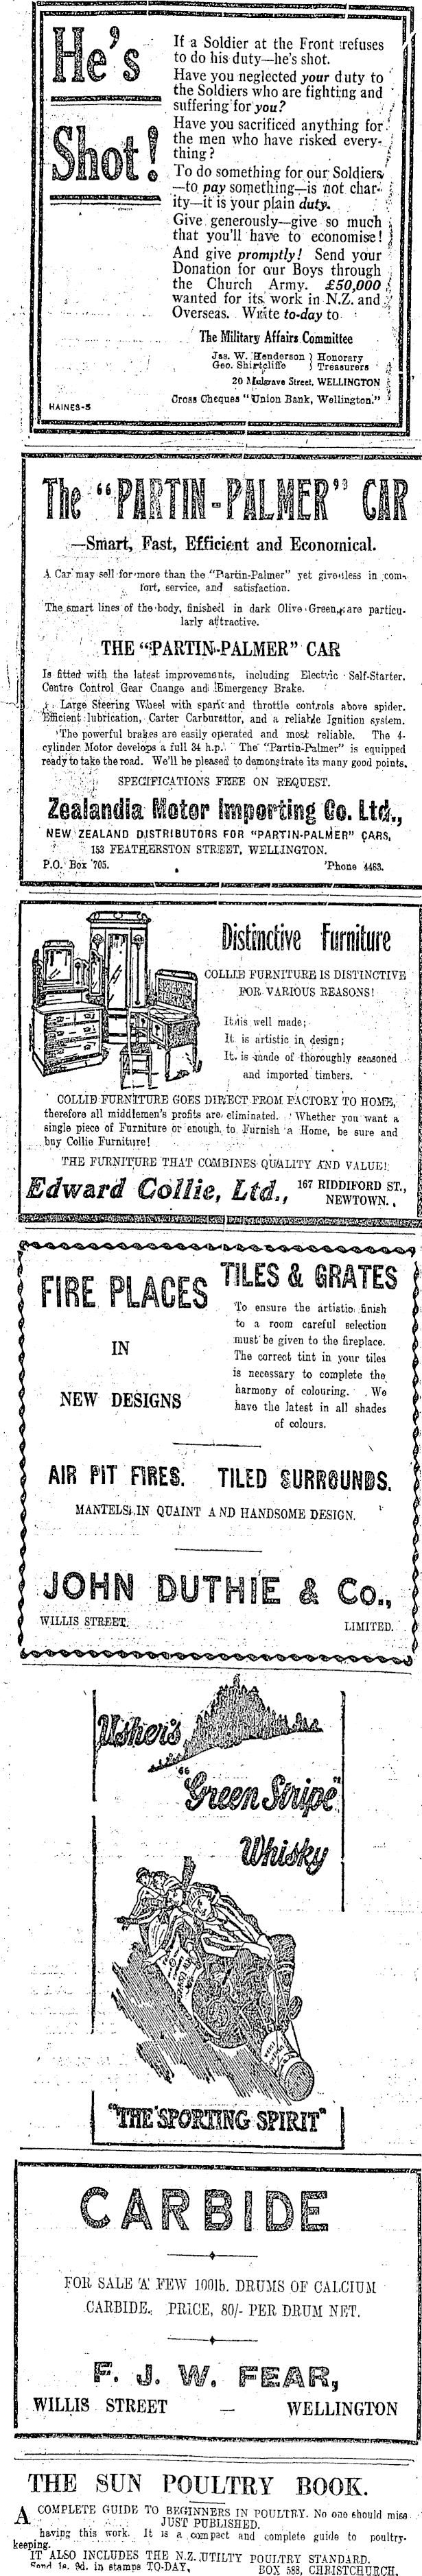 He's
Shot!
If a Soldier at the Front refuses
to do his duty—he's shot.
Have you neglected your duty to
the Soldiers who are fighting and
suffering for you?
Have you sacrificed anything for
the men who have risked every-
thing?
To do something for our Soldiers
—to pay something—is not char-
ity—it is your plain duty.
Give generously—give so much
that you'll have to economise!
And give promptly! Send your
Donation for our Boys through
the Church Army. £50,000
wanted for its work in N.Z. and
Overseas. Write to-day to
The Military Affairs Committee
Jas. W. Henderson } Honorary
Geo. Shirtcliffe } Treasurers
20 Mulgrave Street, WELLINGTON
Cross Cheques "Union Bank, Wellington."
HAINES-5
The "PARTIN-PALMER" CAR
—Smart, Fast, Efficient and Economical.
A Car may sell for more than the "Partin-Palmer" yet give less in com-
fort, service, and satisfaction.
The smart lines of the body, finished in dark Olive Green, are particu-
larly attractive.
THE "PARTIN-PALMER" CAR
Is fitted with the latest improvements, including Electric Self-Starter.
Centre Control Gear Change and Emergency Brake.
Large Steering Wheel with spark and throttle controls above spider.
Efficient lubrication, Carter Carburettor, and a reliable Ignition system.
The powerful brakes are easily operated and most reliable. The 4-
cylinder Motor develops a full 34 h.p. The "Partin-Palmer" is equipped
ready to take the road. We'll be pleased to demonstrate its many good points.
SPECIFICATIONS FREE ON REQUEST.
Zealandia Motor Importing Co. Ltd.,
NEW ZEALAND DISTRIBUTORS FOR "PARTIN-PALMER" CARS,
153 FEATHERSTON STREET, WELLINGTON.
P.O. Box 705. 'Phone 4463.
Distinctive Furniture
COLLIE FURNITURE IS DISTINCTIVE
FOR VARIOUS REASONS!
It is well made;
It is artistic in design;
It is made of thoroughly seasoned
and imported timbers.
COLLIE FURNITURE GOES DIRECT FROM FACTORY TO HOME,
therefore all middlemen's profits are eliminated. Whether you want a
single piece of Furniture or enough to Furnish a Home, be sure and
buy Collie Furniture!
THE FURNITURE THAT COMBINES QUALITY AND VALUE!
Edward Collie, Ltd., 167 RIDDIFORD ST.,
NEWTOWN.
FIRE PLACES
IN
NEW DESIGNS
TILES & GRATES
To ensure the artistic finish
to a room careful selection
must be given to the fireplace.
The correct tint in your tiles
is necessary to complete the
harmony of colouring. We
have the latest in all shades
of colours.
AIR PIT FIRES. TILED SURROUNDS.
MANTELS IN QUAINT AND HANDSOME DESIGN.
JOHN DUTHIE & Co.,
WILLIS STREET. LIMITED.
Usher's
"Green Stripe"
Whisky
"THE SPORTING SPIRIT"
CARBIDE
FOR SALE A FEW 100lb. DRUMS OF CALCIUM
CARBIDE. PRICE, 80/- PER DRUM NET.
F. J. W. FEAR,
WILLIS STREET — WELLINGTON
THE SUN POULTRY BOOK.
A COMPLETE GUIDE TO BEGINNERS IN POULTRY. No one should miss
JUST PUBLISHED.
having this work. It is a compact and complete guide to poultry-
keeping.
IT ALSO INCLUDES THE N.Z. UTILTY POULTRY STANDARD.
Send 1s. 9d. in stamps TO-DAY, BOX 588, CHRISTCHURCH.